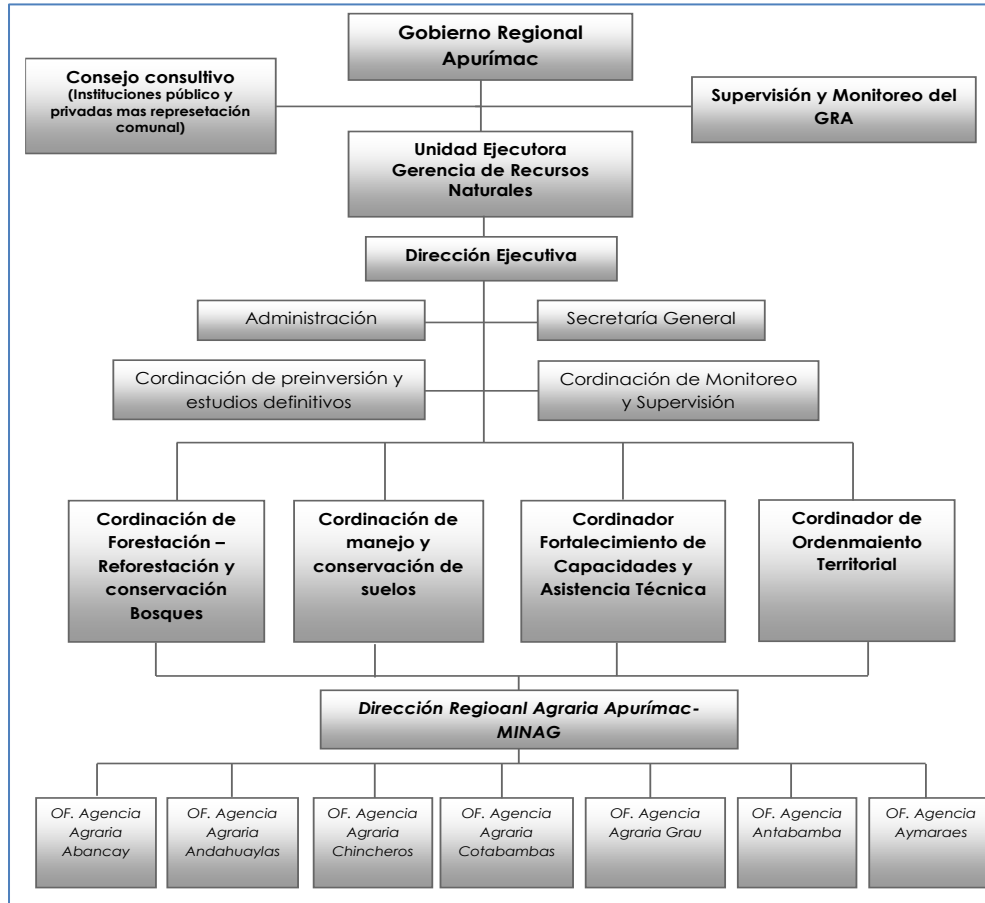 Gobierno Regional
Apurímac
Consejo consultivo
(Instituciones público y
privadas mas represetación
comunal)
Supervisión y Monitoreo del
GRA
Unidad Ejecutora
Gerencia de Recursos
Naturales
Dirección Ejecutiva
Administración
Secretaría General
Cordinación de preinversión y
estudios definitivos
Cordinación de Monitoreo
y Supervisión
Cordinación de
Forestación –
Reforestación y
conservación
Bosques
Cordinación de
manejo y
conservación de
suelos
Cordinador
Fortalecimiento de
Capacidades y
Asistencia Técnica
Cordinador de
Ordenmaiento
Territorial
Dirección Regioanl Agraria Apurímac-
MINAG
OF. Agencia
Agraria
Abancay
OF. Agencia
Agraria
Andahuaylas
OF. Agencia
Agraria
Chincheros
OF. Agencia
Agraria
Cotabambas
OF. Agencia
Agraria Grau
OF. Agencia
Antabamba
OF. Agencia
Aymaraes